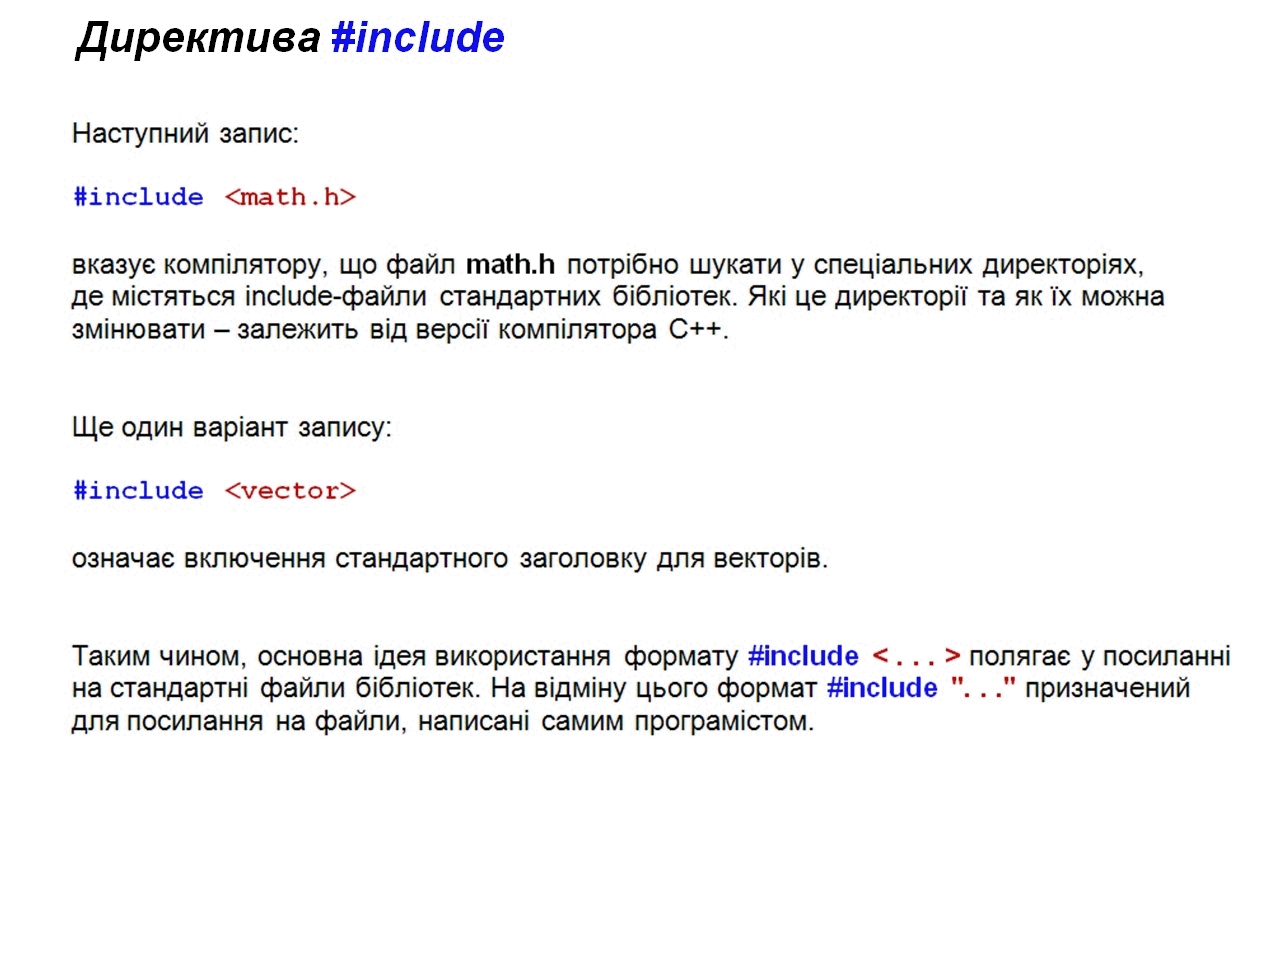 Директива #include
Наступний запис:
#include <math.h>
вказує компілятору, що файл math.h потрібно шукати у спеціальних директоріях,
де містяться include-файли стандартних бібліотек. Які це директорії та як їх можна
змінювати – залежить від версії компілятора C++.
Ще один варіант запису:
#include <vector>
означає включення стандартного заголовку для векторів.
Таким чином, основна ідея використання формату #include < . . . > полягає у посиланні
на стандартні файли бібліотек. На відміну цього формат #include ". . ." призначений
для посилання на файли, написані самим програмістом.